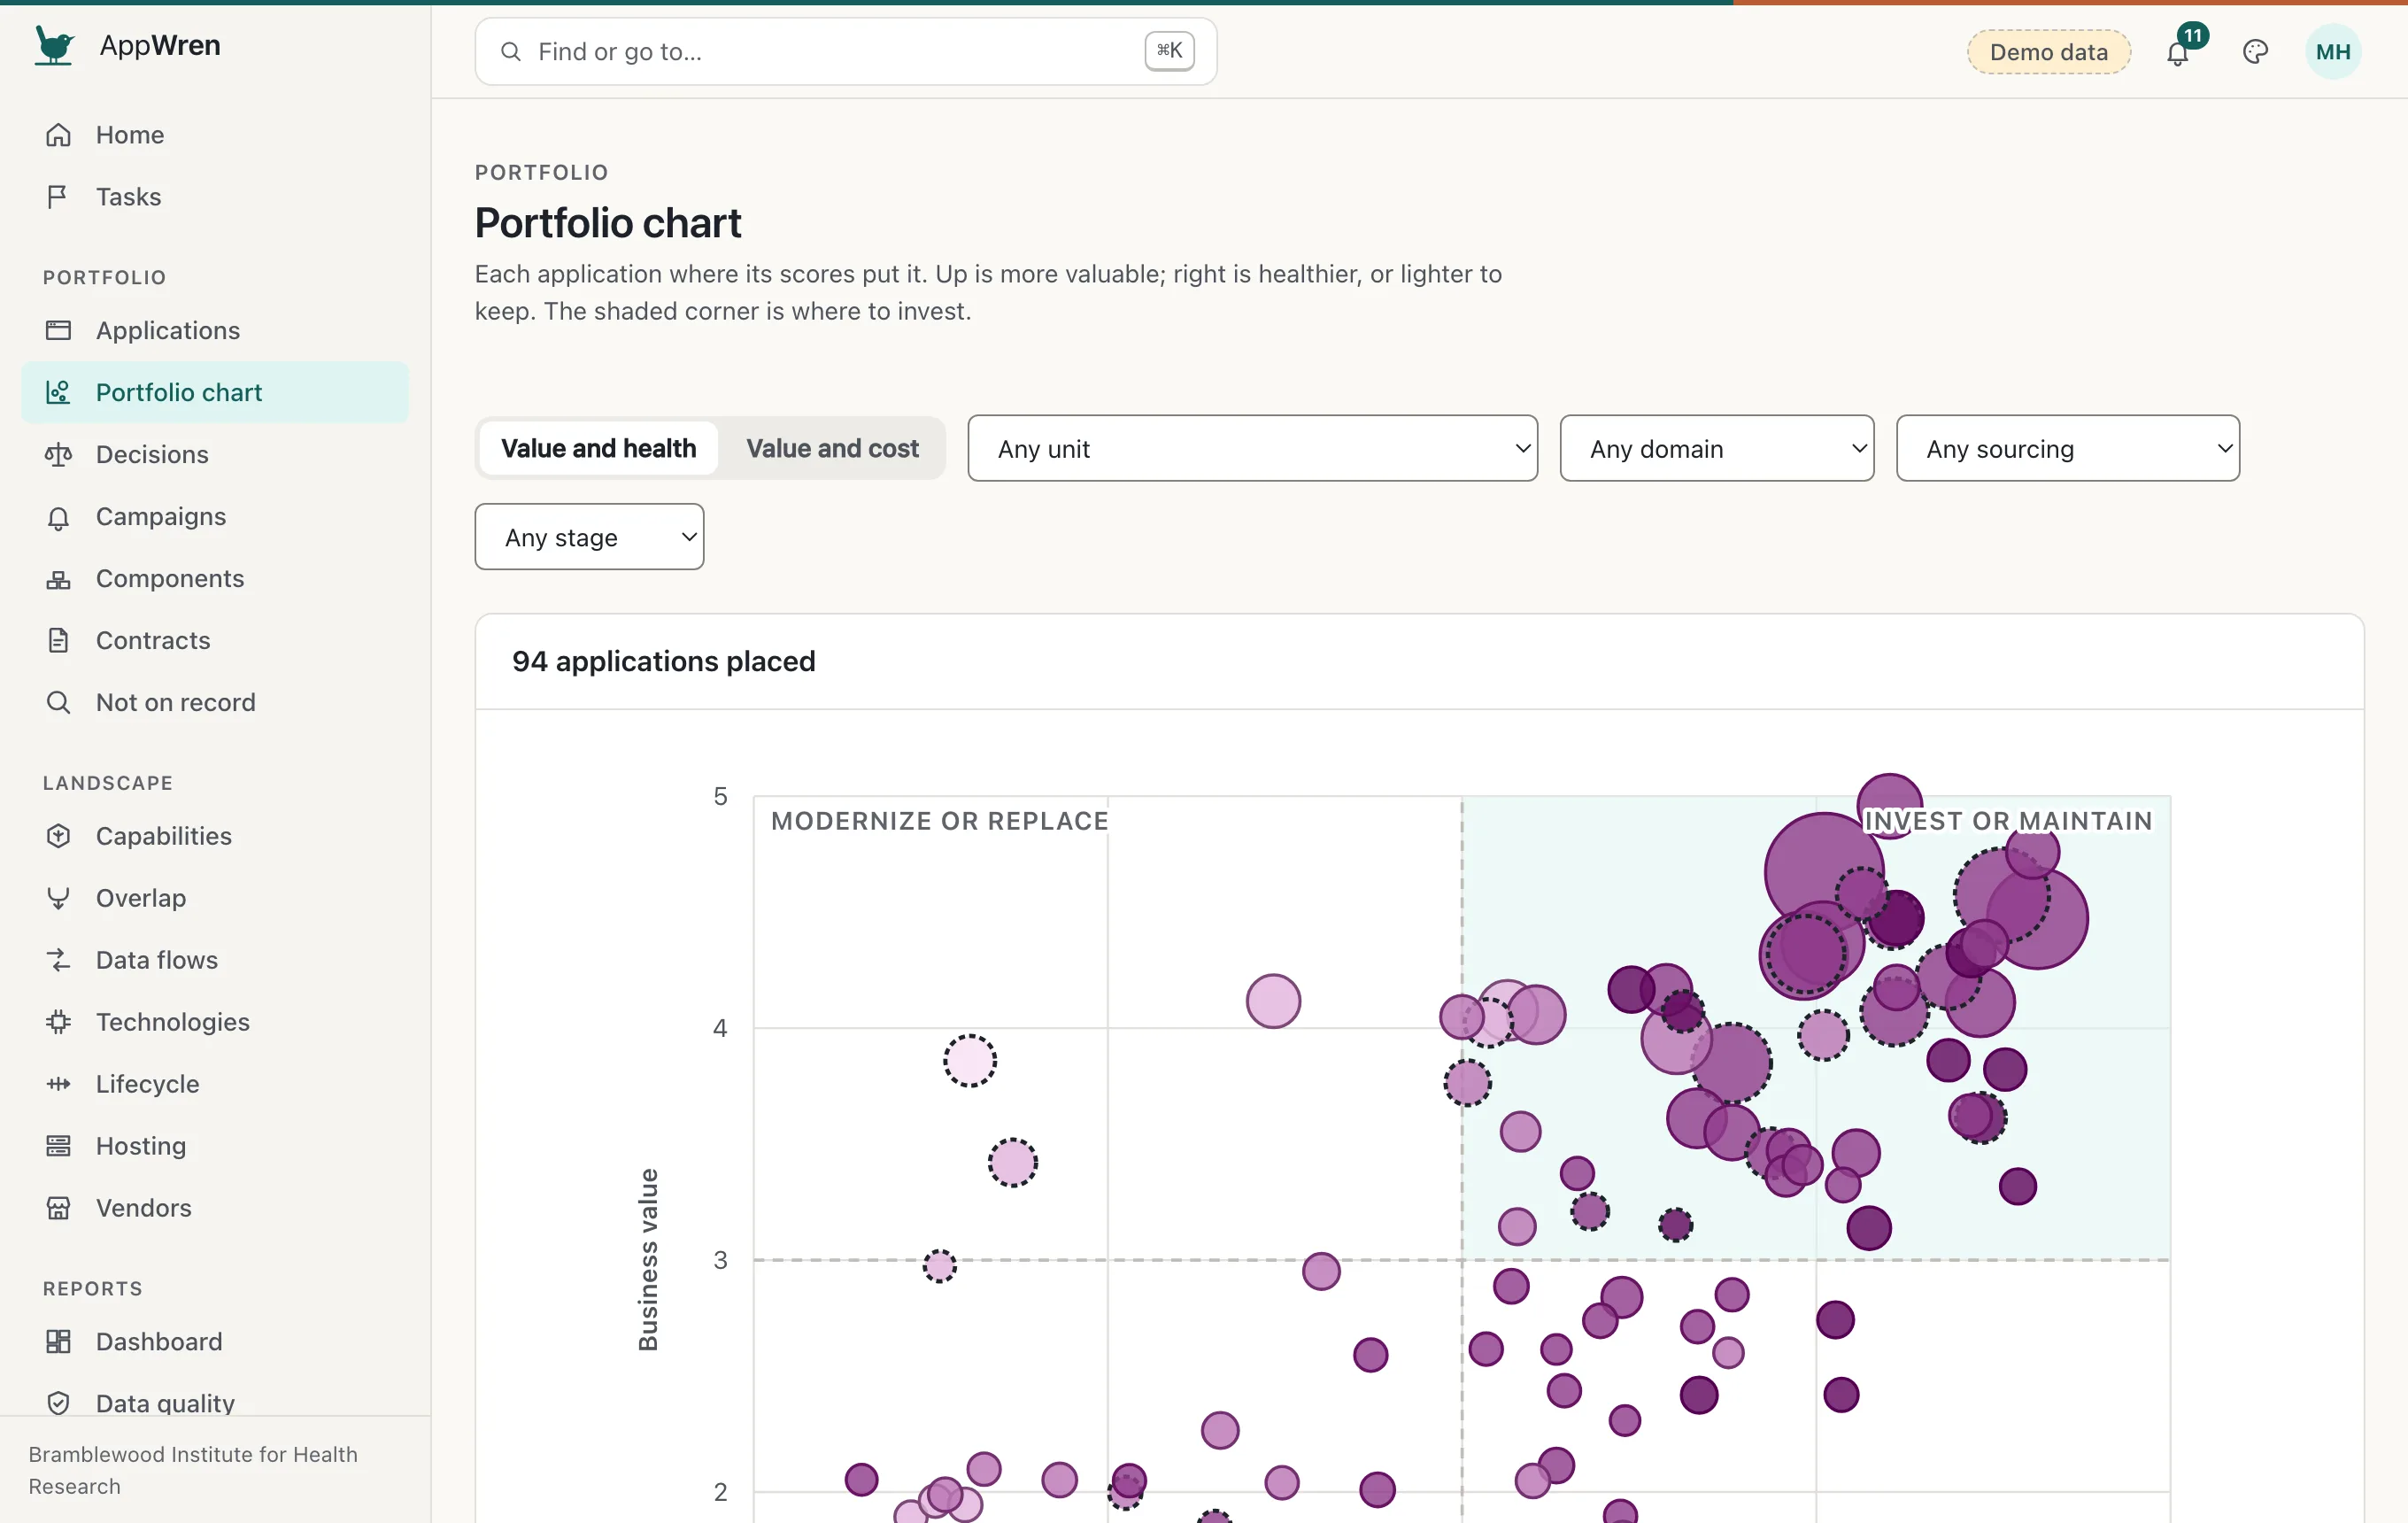 AppWren
Find or go to...
⌘K
Demo data
11
MH
Home
Tasks
PORTFOLIO
Applications
Portfolio chart
Decisions
Campaigns
Components
Contracts
Not on record
LANDSCAPE
Capabilities
Overlap
Data flows
Technologies
Lifecycle
Hosting
Vendors
REPORTS
Dashboard
Data quality
Bramblewood Institute for Health
Research
PORTFOLIO
Portfolio chart
Each application where its scores put it. Up is more valuable; right is healthier, or lighter to
keep. The shaded corner is where to invest.
Value and health
Value and cost
Any unit
Any domain
Any sourcing
Any stage
94 applications placed
MODERNIZE OR REPLACE
INVEST OR MAINTAIN
Business value
5
4
3
2